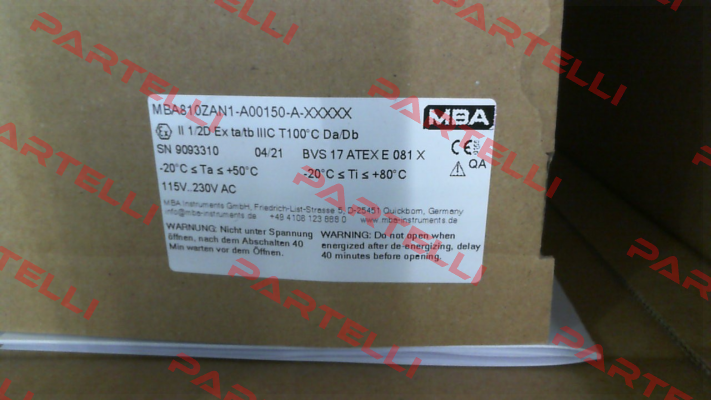 MBA810ZAN1-A00150-A-XXXXX
MBA
Ex II 1/2D Ex ta/tb IIIC T100°C Da/Db
SN 9093310 04/21 BVS 17 ATEX E 081 X
CE
QA
-20°C ≤ Ta ≤ +50°C -20°C ≤ Ti ≤ +80°C
115V..230V AC
MBA Instruments GmbH, Friedrich-List-Strasse 5, D-25451 Quickborn, Germany
info@mba-instruments.de +49 4106 123 888 0 www.mba-instruments.de
WARNUNG: Nicht unter Spannung
öffnen, nach dem Abschalten 40
Min warten vor dem Öffnen.
WARNING: Do not open when
energized after de-energizing, delay
40 minutes before opening.
PARTELLI
PARTELLI
PARTELLI
PARTELLI
PARTELLI
PARTELLI